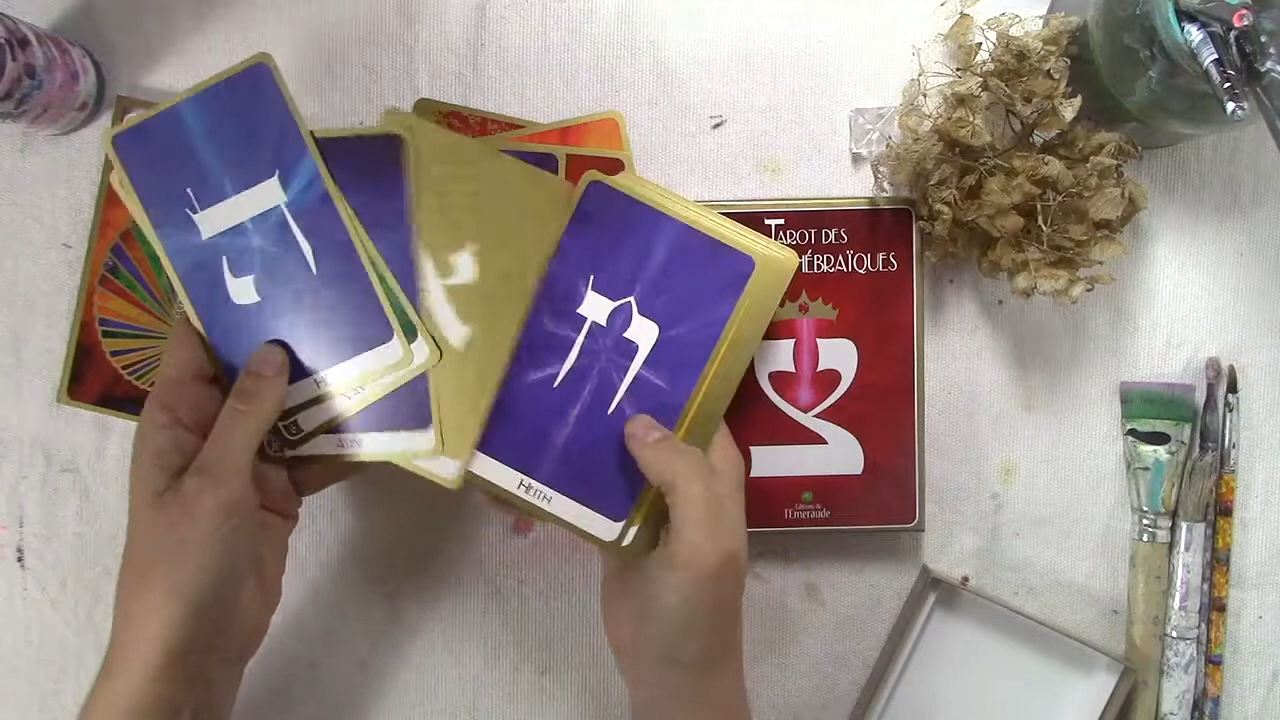 ה
א
ח
HEITH
TAROT DES
HÉBRAÏQUES
Éditions de
l'Émeraude